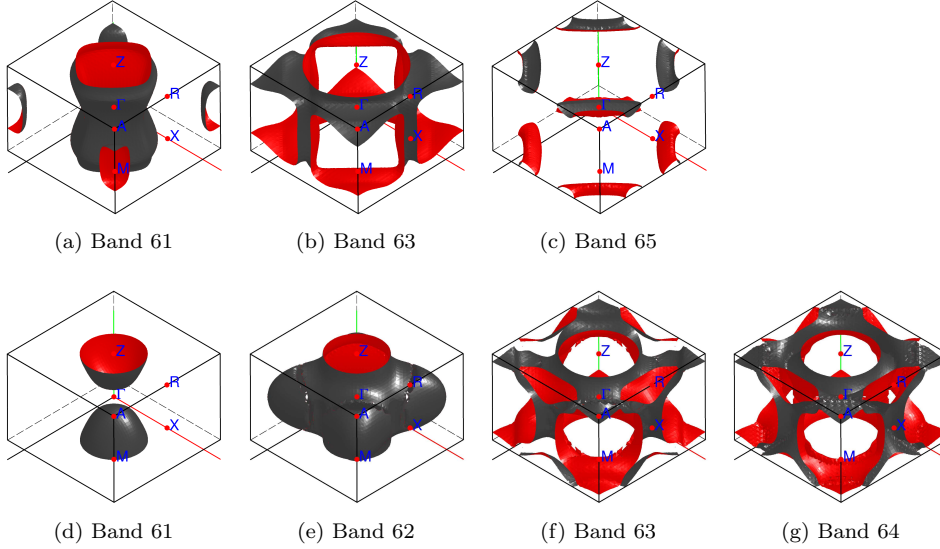 Z
R
Γ
A
X
M
Z
R
Γ
A
X
M
Z
R
Γ
A
X
M
(a) Band 61
(b) Band 63
(c) Band 65
Z
R
Γ
A
X
M
Z
R
Γ
A
X
M
Z
R
Γ
A
X
M
Z
R
Γ
A
X
M
(d) Band 61
(e) Band 62
(f) Band 63
(g) Band 64